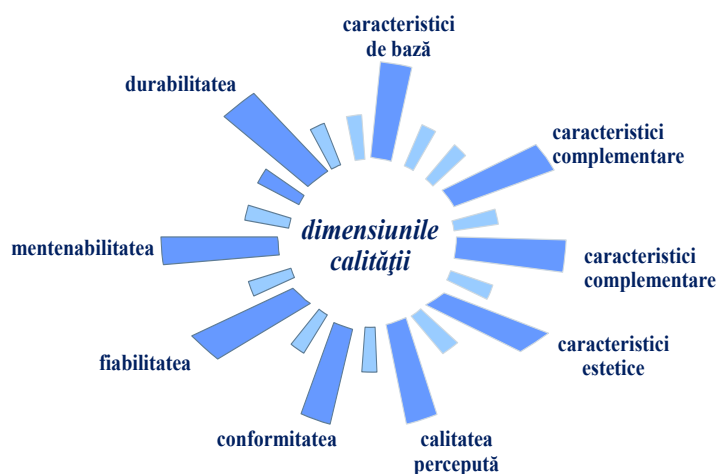 caracteristici
de bază
durabilitatea
caracteristici
complementare
dimensiunile
calităţii
mentenabilitatea
caracteristici
complementare
fiabilitatea
caracteristici
estetice
conformitatea
calitatea
percepută